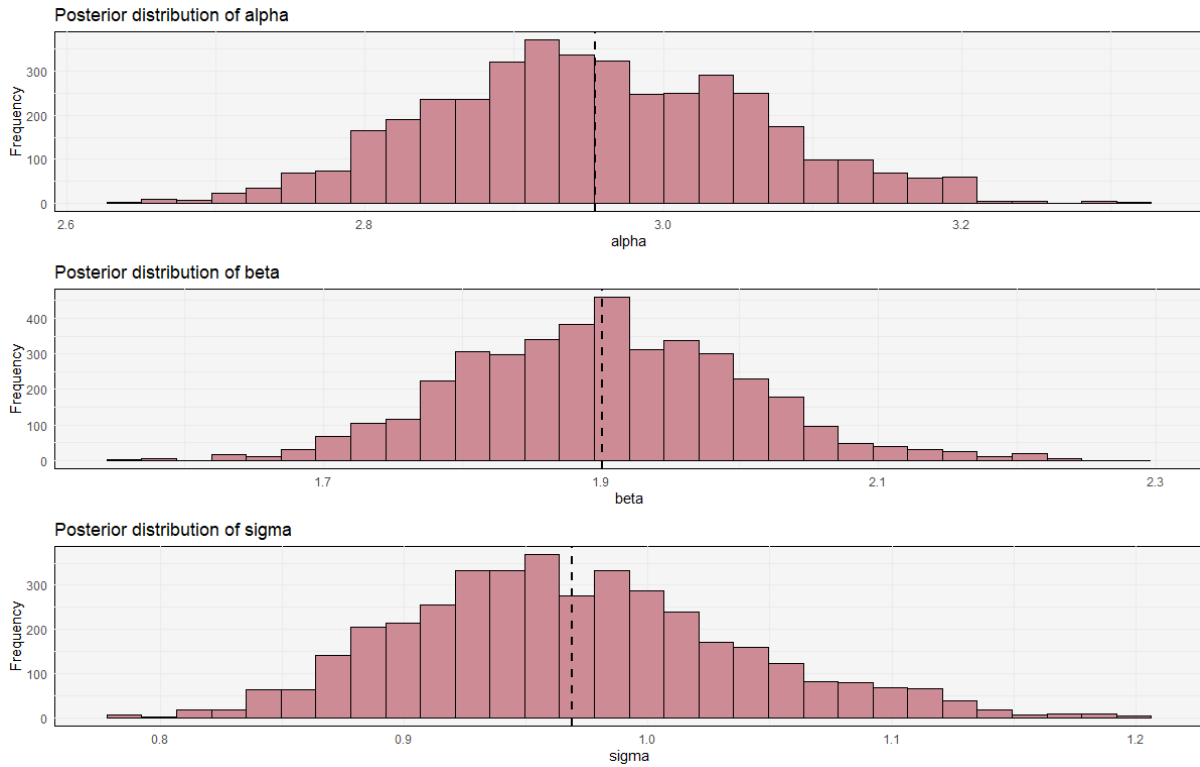 Posterior distribution of alpha
Frequency
300
200
100
0
2.6 2.8 3.0 3.2
alpha
Posterior distribution of beta
Frequency
400
300
200
100
0
1.7 1.9 2.1 2.3
beta
Posterior distribution of sigma
Frequency
300
200
100
0
0.8 0.9 1.0 1.1 1.2
sigma